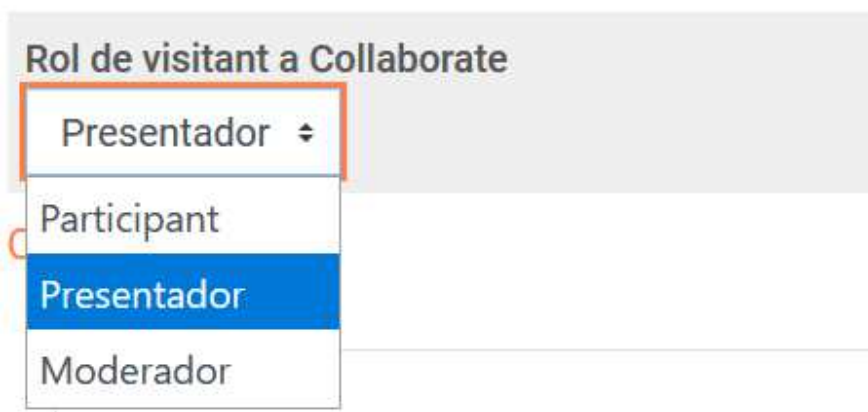 Rol de visitant a Collaborate
Presentador
Participant
Presentador
Moderador